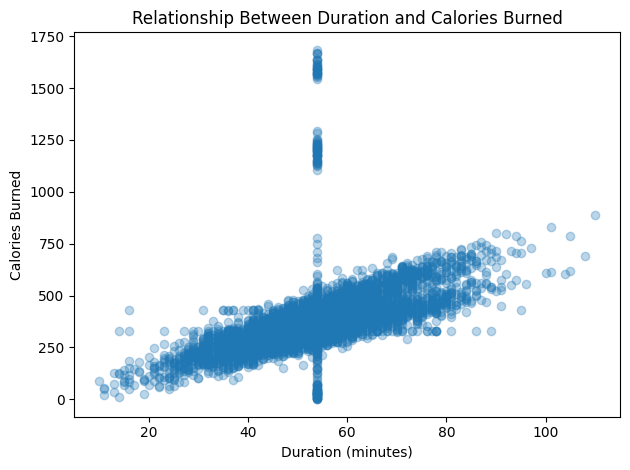 Relationship Between Duration and Calories Burned
1750
1500
1250
1000
750
500
250
0
Calories Burned
20 40 60 80 100
Duration (minutes)